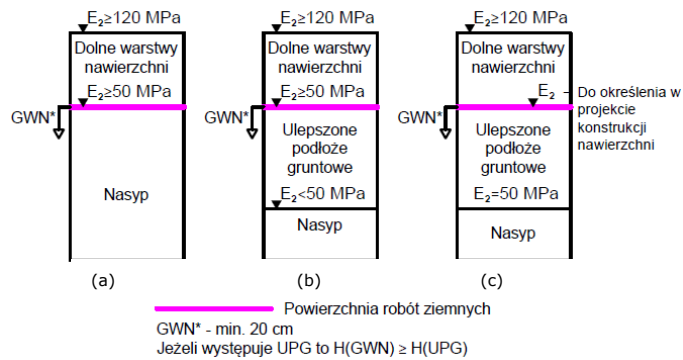 E₂≥120 MPa
Dolne warstwy
nawierzchni
E₂≥50 MPa
GWN*
Nasyp
(a)
E₂≥120 MPa
Dolne warstwy
nawierzchni
E₂≥50 MPa
GWN*
Ulepszone
podłoże
gruntowe
E₂<50 MPa
Nasyp
(b)
E₂≥120 MPa
Dolne warstwy
nawierzchni
E₂ – Do określenia w
projekcie
konstrukcji
nawierzchni
GWN*
Ulepszone
podłoże
gruntowe
E₂=50 MPa
Nasyp
(c)
Powierzchnia robót ziemnych
GWN* - min. 20 cm
Jeżeli występuje UPG to H(GWN) ≥ H(UPG)